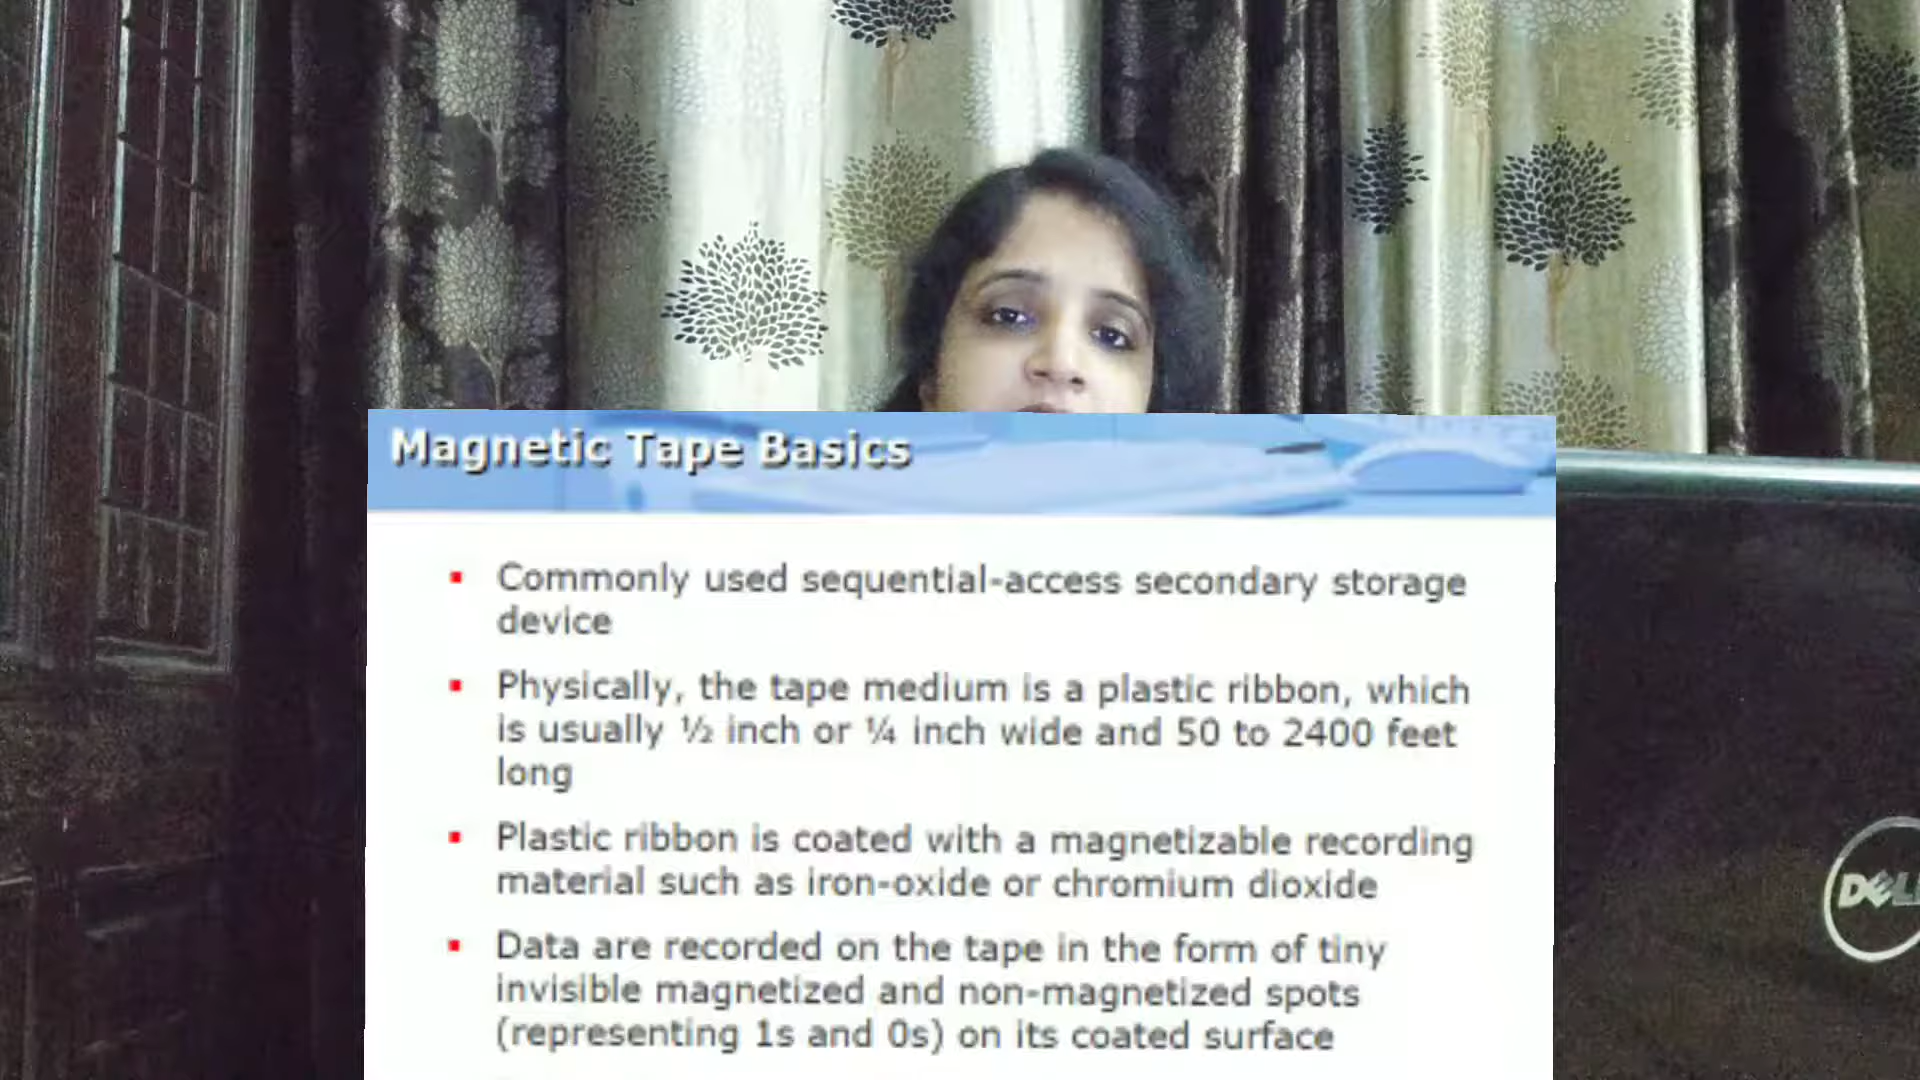 Magnetic Tape Basics
Commonly used sequential-access secondary storage
device
Physically, the tape medium is a plastic ribbon, which
is usually ½ inch or ¼ inch wide and 50 to 2400 feet
long
Plastic ribbon is coated with a magnetizable recording
material such as iron-oxide or chromium dioxide
Data are recorded on the tape in the form of tiny
invisible magnetized and non-magnetized spots
(representing 1s and 0s) on its coated surface
DELL